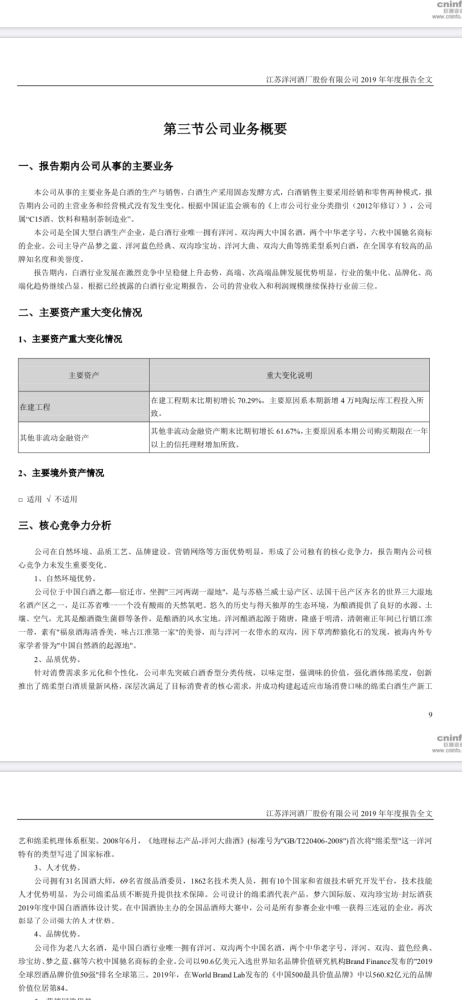 cninf
巨潮资讯
www.cninfo.
江苏洋河酒厂股份有限公司 2019 年年度报告全文
第三节公司业务概要
一、报告期内公司从事的主要业务
本公司从事的主要业务是白酒的生产与销售，白酒生产采用固态发酵方式，白酒销售主要采用经销和零售两种模式，报
告期内公司的主营业务和经营模式没有发生变化。根据中国证监会颁布的《上市公司行业分类指引（2012年修订）》，公司
属“C15酒、饮料和精制茶制造业”。
本公司是全国大型白酒生产企业，是白酒行业唯一拥有洋河、双沟两大中国名酒，两个中华老字号，六枚中国驰名商标
的企业。公司主导产品梦之蓝、洋河蓝色经典、双沟珍宝坊、洋河大曲、双沟大曲等绵柔型系列白酒，在全国享有较高的品
牌知名度和美誉度。
报告期内，白酒行业发展在激烈竞争中呈稳健上升态势，高端、次高端品牌发展优势明显，行业的集中化、品牌化、高
端化趋势继续凸显。根据已经披露的白酒行业定期报告，公司的营业收入和利润规模继续保持行业前三位。
二、主要资产重大变化情况
1、主要资产重大变化情况
主要资产 重大变化说明
在建工程 在建工程期末比期初增长 70.29%，主要原因系本期新增 4 万吨陶坛库工程投入所
致。
其他非流动金融资产 其他非流动金融资产期末比期初增长 61.67%，主要原因系本期公司购买期限在一年
以上的信托理财增加所致。
2、主要境外资产情况
□ 适用 √ 不适用
三、核心竞争力分析
公司在自然环境、品质工艺、品牌建设、营销网络等方面优势明显，形成了公司独有的核心竞争力，报告期内公司核
心竞争力未发生重要变化。
1、自然环境优势。
公司位于中国白酒之都—宿迁市，坐拥"三河两湖一湿地"，是与苏格兰威士忌产区、法国干邑产区齐名的世界三大湿地
名酒产区之一，是江苏省唯一一个没有酸雨的天然氧吧。悠久的历史与得天独厚的生态环境，为酿酒提供了良好的水源、土
壤、空气，尤其是酿酒微生物菌群等条件，是酿酒的风水宝地。洋河酿酒起源于隋唐，隆盛于明清，清朝雍正年间已行销江淮
一带，素有"福泉酒海清香美，味占江淮第一家"的美誉，而与洋河一衣带水的双沟，因下草湾醉猿化石的发现，被海内外专
家学者誉为"中国自然酒的起源地"。
2、品质优势。
针对消费需求多元化和个性化，公司率先突破白酒香型分类传统，以味定型，强调味的价值，强化酒体绵柔度，创新
推出了绵柔型白酒质量新风格，深层次满足了目标消费者的核心需求，并成功构建起适应市场消费口味的绵柔白酒生产新工
9
cninf
巨潮资讯
www.cninfo.
江苏洋河酒厂股份有限公司 2019 年年度报告全文
艺和绵柔机理体系框架。2008年6月，《地理标志产品-洋河大曲酒》(标准号为"GB/T220406-2008")首次将"绵柔型"这一洋河
特有的类型写进了国家标准。
3、人才优势。
公司拥有31名国酒大师，69名省级品酒委员，1862名技术类人员，拥有10个国家和省级技术研究开发平台，技术技能
人才优势明显，为公司绵柔品质不断提升提供技术保障。公司设计的绵柔酒代表产品，梦六国际版、双沟珍宝坊·封坛酒获
2019年度中国白酒酒体设计奖。在中国酒协主办的全国品酒师大赛中，公司是所有参赛企业中唯一获得三连冠的企业，再次
彰显了公司强大的人才优势。
4、品牌优势。
公司作为老八大名酒，是中国白酒行业唯一拥有洋河、双沟两个中国名酒，两个中华老字号，洋河、双沟、蓝色经典、
珍宝坊、梦之蓝、蘇等六枚中国驰名商标的企业。公司以90.6亿美元入选世界知名品牌价值研究机构Brand Finance发布的"2019
全球烈酒品牌价值50强"排名全球第三。2019年，在World Brand Lab发布的《中国500最具价值品牌》中以560.82亿元的品牌
价值位居第84。